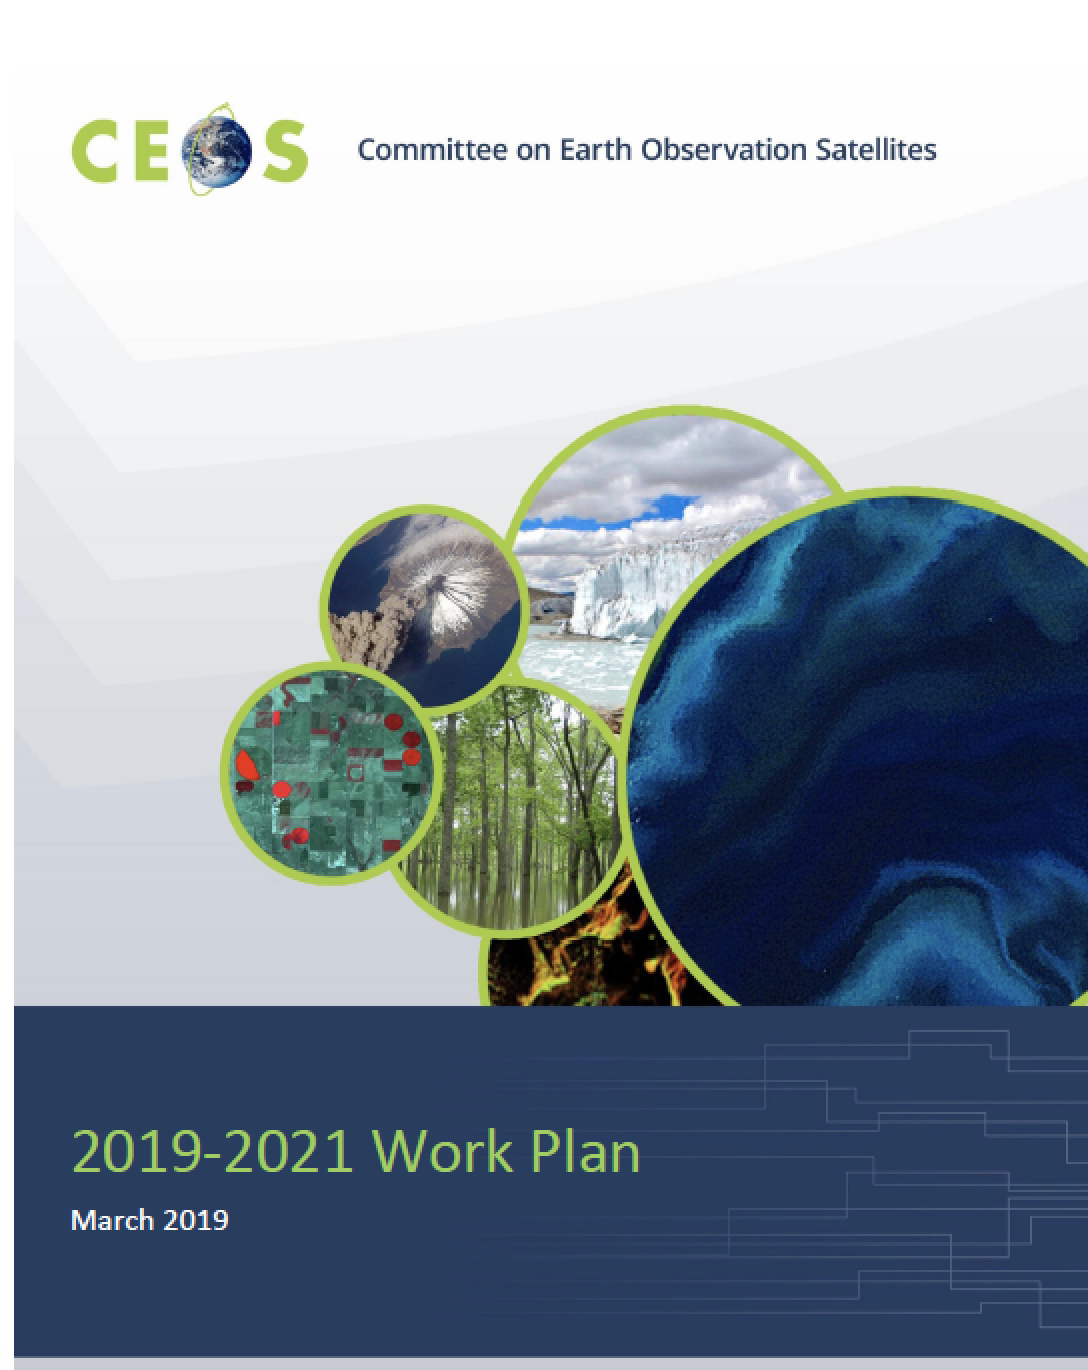 CEOS Committee on Earth Observation Satellites
2019-2021 Work Plan
March 2019